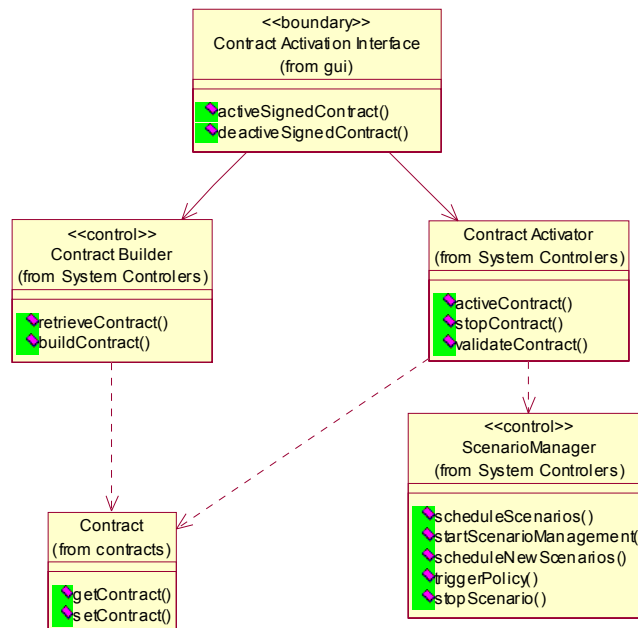 <<boundary>>
Contract Activation Interface
(from gui)
activeSignedContract()
deactiveSignedContract()
<<control>>
Contract Builder
(from System Controlers)
retrieveContract()
buildContract()
Contract Activator
(from System Controlers)
activeContract()
stopContract()
validateContract()
<<control>>
ScenarioManager
(from System Controlers)
scheduleScenarios()
startScenarioManagement(
scheduleNewScenarios()
triggerPolicy()
stopScenario()
Contract
(from contracts)
getContract()
setContract()